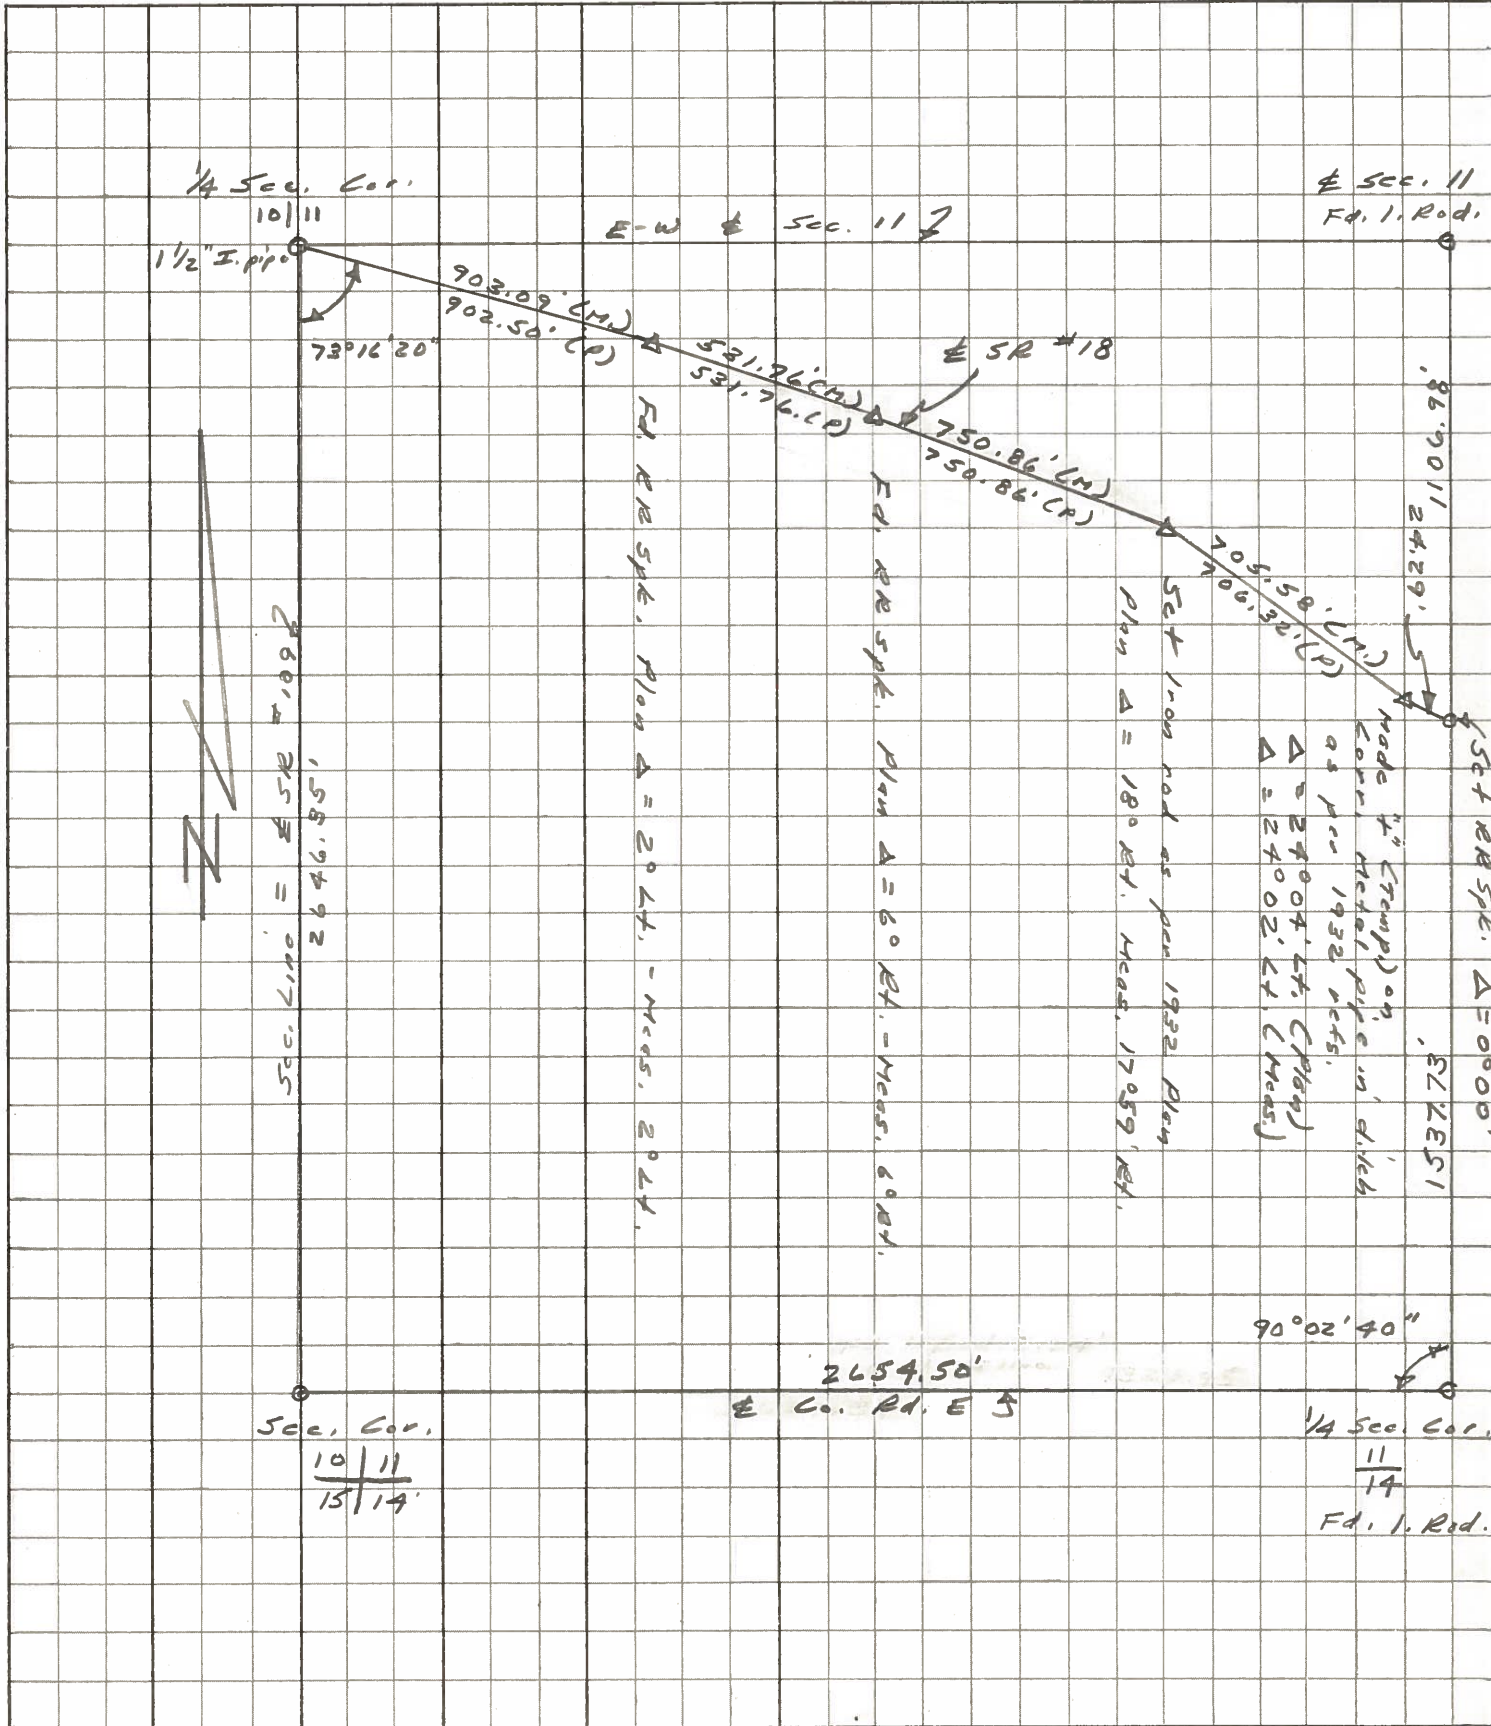 1/4 Sec. Cor.
10 | 11
1 1/2" I. pipe
73°16'20"
E-W ℄ Sec. 11
℄ Sec. 11
Fd. I. Rod.
903.09' (M.)
902.50' (P)
531.76' (M.)
531.76. (P)
℄ SR #18
750.86' (M)
750.86' (P)
705.58' (M.)
706.32' (P)
1109.98'
24.29'
Sec. Line = ℄ SR #109
2646.85'
N
Fd. RR Spk. Plan Δ = 2° Lt. - Meas. 2° Lt.
Fd. RR Spk. Plan Δ = 6° Rt. - Meas. 6° Rt.
Set Iron rod as per 1932 Plan
Plan Δ = 18° Rt. Meas. 17°59' Rt.
Made "+" (Temp.) on
Corr. Metal pipe in ditch
as per 1932 refs.
Δ = 24°04' Lt. (Plan)
Δ = 24°02' Lt. (Meas.)
Set RR Spk. Δ = 0°00'
1537.73'
90°02'40"
2654.50'
℄ Co. Rd. E
Sec. Cor.
10 | 11
15 | 14
1/4 Sec. Cor.
11
14
Fd. I. Rod.